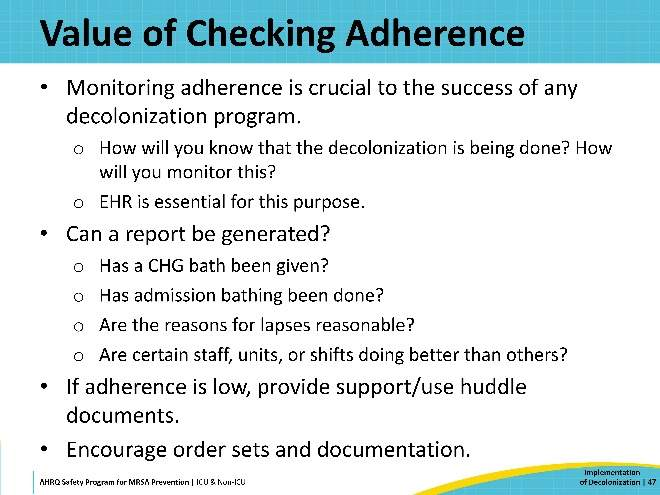 Value of Checking Adherence
• Monitoring adherence is crucial to the success of any
decolonization program.
o How will you know that the decolonization is being done? How
will you monitor this?
o EHR is essential for this purpose.
• Can a report be generated?
o Has a CHG bath been given?
o Has admission bathing been done?
o Are the reasons for lapses reasonable?
o Are certain staff, units, or shifts doing better than others?
• If adherence is low, provide support/use huddle
documents.
• Encourage order sets and documentation.
AHRQ Safety Program for MRSA Prevention | ICU & Non-ICU
Implementation
of Decolonization | 47